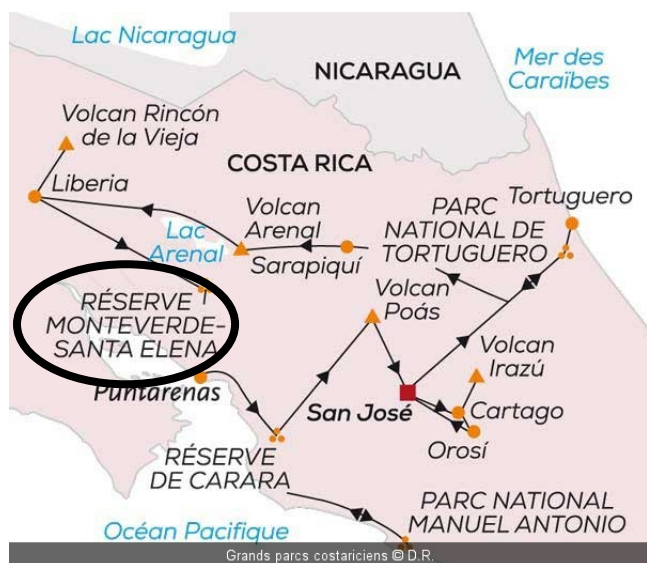 Lac Nicaragua
NICARAGUA
Mer des
Caraïbes
Volcan Rincón
de la Vieja
COSTA RICA
Liberia
Tortuguero
PARC
NATIONAL DE
TORTUGUERO
Volcan
Arenal
Lac
Arenal
Sarapiquí
RÉSERVE
MONTEVERDE-
SANTA ELENA
Volcan
Poás
Volcan
Irazú
Puntarenas
San José
Cartago
Orosí
RÉSERVE
DE CARARA
PARC NATIONAL
MANUEL ANTONIO
Océan Pacifique
Grands parcs costariciens © D.R.